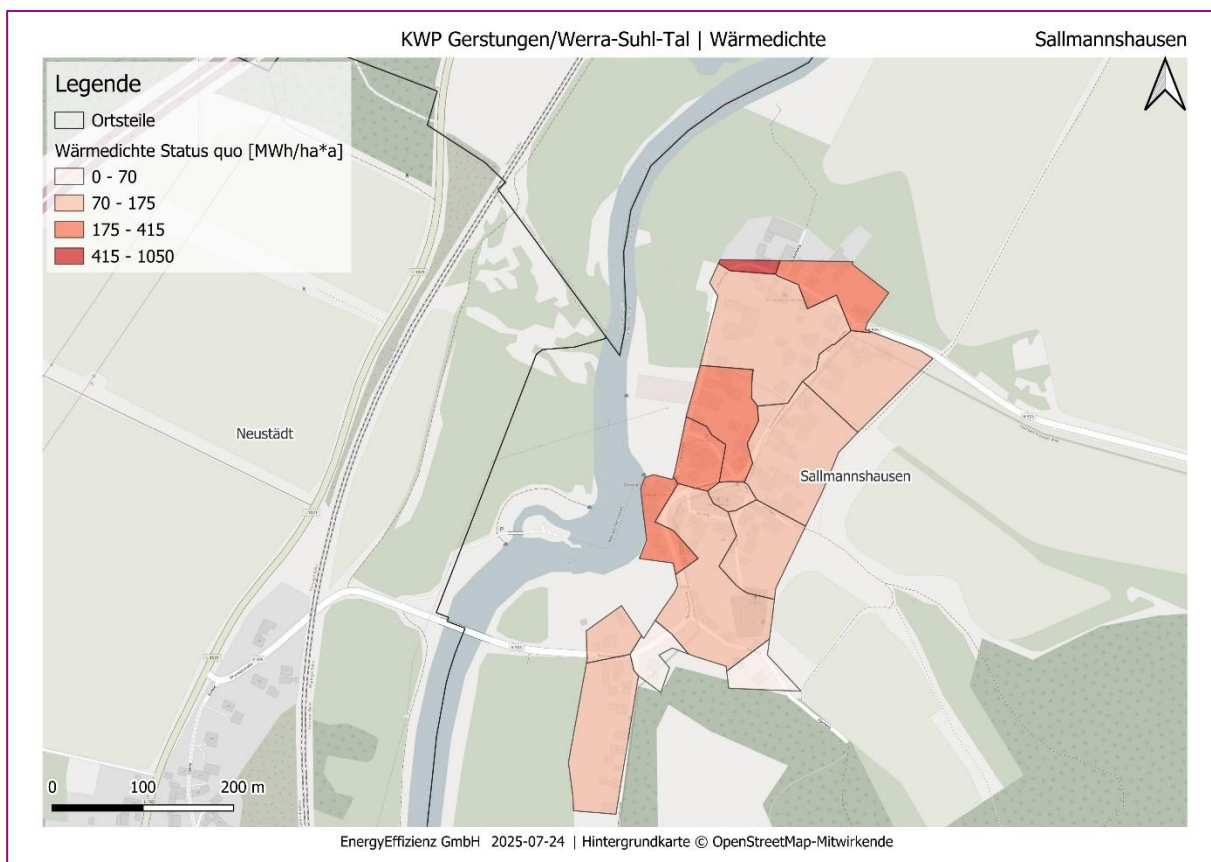 KWP Gerstungen/Werra-Suhl-Tal | Wärmedichte
Sallmannshausen
Legende
Ortsteile
Wärmedichte Status quo [MWh/ha*a]
0 - 70
70 - 175
175 - 415
415 - 1050
Neustädt
Sallmannshausen
P
0 100 200 m
EnergyEffizienz GmbH 2025-07-24 | Hintergrundkarte © OpenStreetMap-Mitwirkende